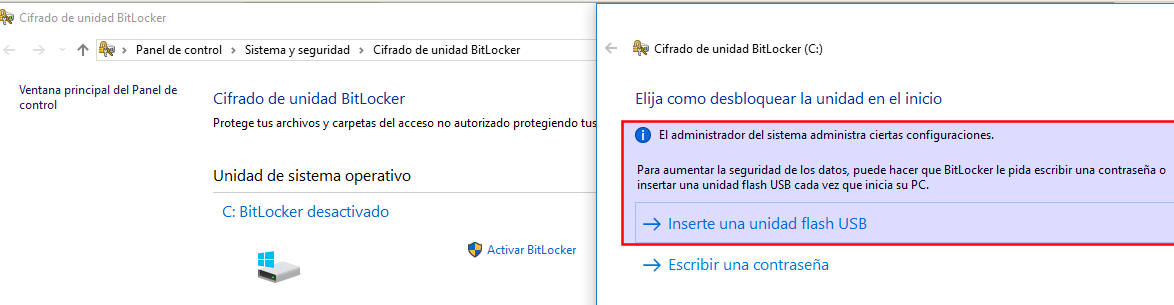 Cifrado de unidad BitLocker
Panel de control > Sistema y seguridad > Cifrado de unidad BitLocker
Ventana principal del Panel de
control
Cifrado de unidad BitLocker
Protege tus archivos y carpetas del acceso no autorizado protegiendo tus
Unidad de sistema operativo
C: BitLocker desactivado
Activar BitLocker
Cifrado de unidad BitLocker (C:)
Elija como desbloquear la unidad en el inicio
El administrador del sistema administra ciertas configuraciones.
Para aumentar la seguridad de los datos, puede hacer que BitLocker le pida escribir una contraseña o
insertar una unidad flash USB cada vez que inicia su PC.
Inserte una unidad flash USB
Escribir una contraseña